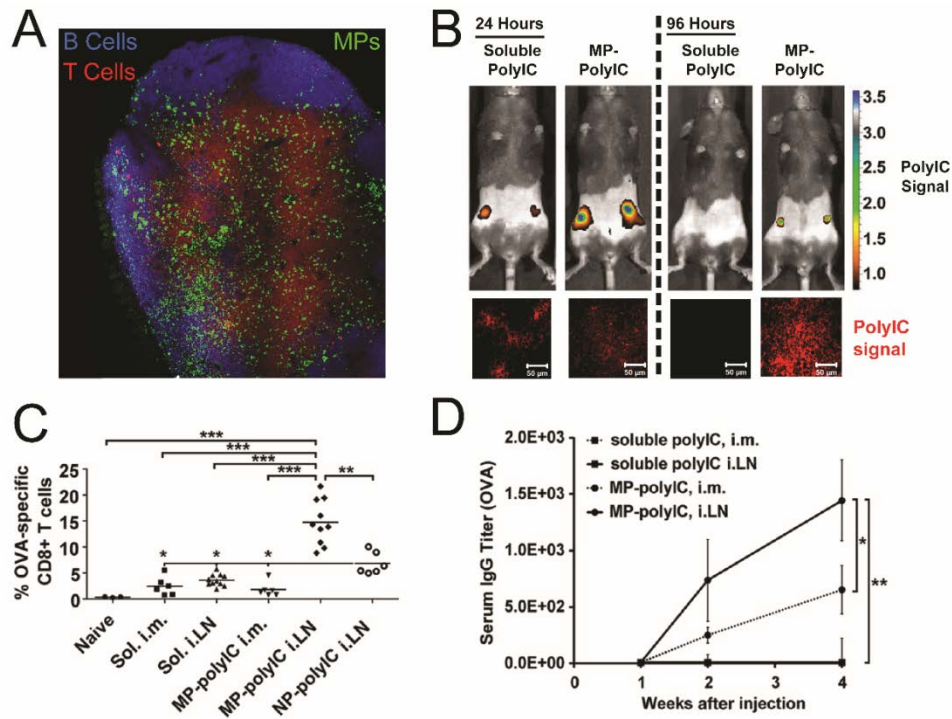 A
B Cells
T Cells
MPs
B
24 Hours
Soluble
PolyIC
MP-
PolyIC
96 Hours
Soluble
PolyIC
MP-
PolyIC
3.5
3.0
2.5
2.0
1.5
1.0
PolyIC
Signal
50 µm
50 µm
50 µm
50 µm
PolyIC
signal
C
***
***
***
***
**
*
*
*
% OVA-specific
CD8+ T cells
25
20
15
10
5
0
Naive
Sol. i.m.
Sol. i.LN
MP-polyIC i.m.
MP-polyIC i.LN
NP-polyIC i.LN
D
soluble polyIC, i.m.
soluble polyIC i.LN
MP-polyIC, i.m.
MP-polyIC, i.LN
Serum IgG Titer (OVA)
2.0E+03
1.5E+03
1.0E+03
5.0E+02
0.0E+00
0 1 2 3 4
Weeks after injection
*
**